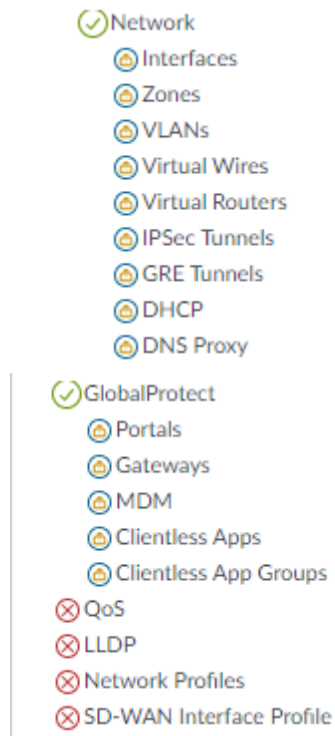 Network
Interfaces
Zones
VLANs
Virtual Wires
Virtual Routers
IPSec Tunnels
GRE Tunnels
DHCP
DNS Proxy
GlobalProtect
Portals
Gateways
MDM
Clientless Apps
Clientless App Groups
QoS
LLDP
Network Profiles
SD-WAN Interface Profile